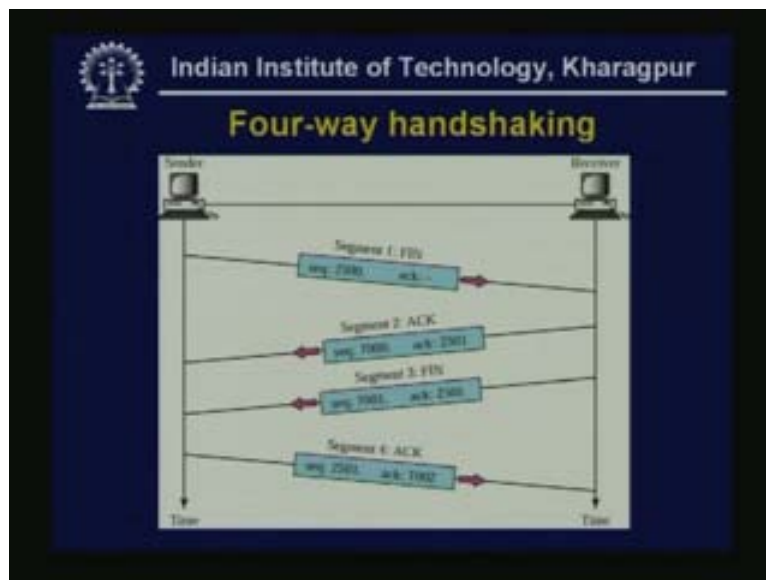 Indian Institute of Technology, Kharagpur
Four-way handshaking
Sender Receiver
Segment 1: FIN
seq: 2500, ack: -
Segment 2: ACK
seq: 7000, ack: 2501
Segment 3: FIN
seq: 7001, ack: 2501
Segment 4: ACK
seq: 2501, ack: 7002
Time Time